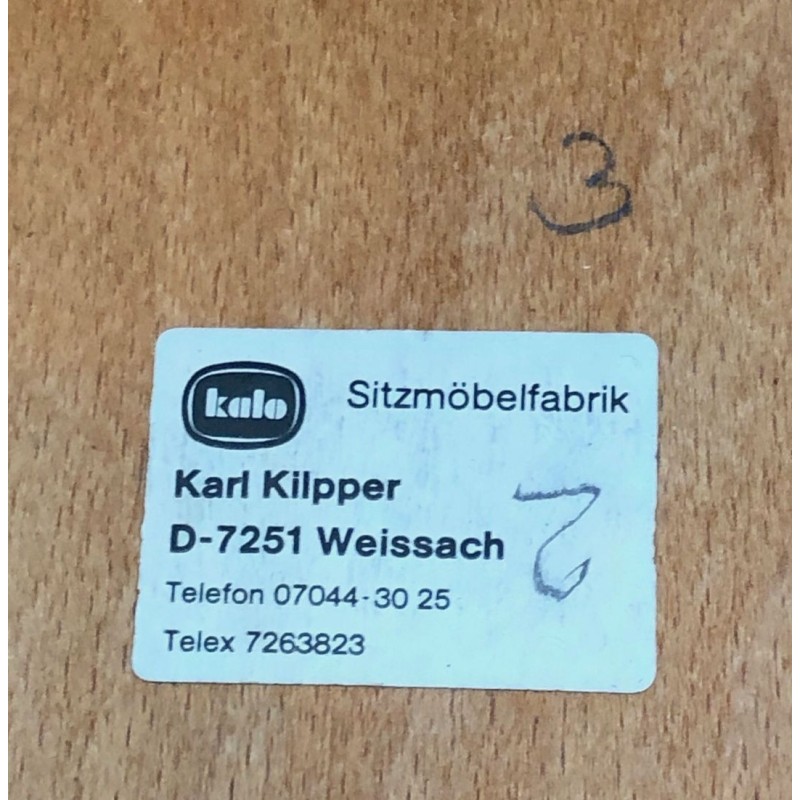 3
kalo
Sitzmöbelfabrik
Karl Kilpper
D-7251 Weissach
Telefon 07044-30 25
Telex 7263823